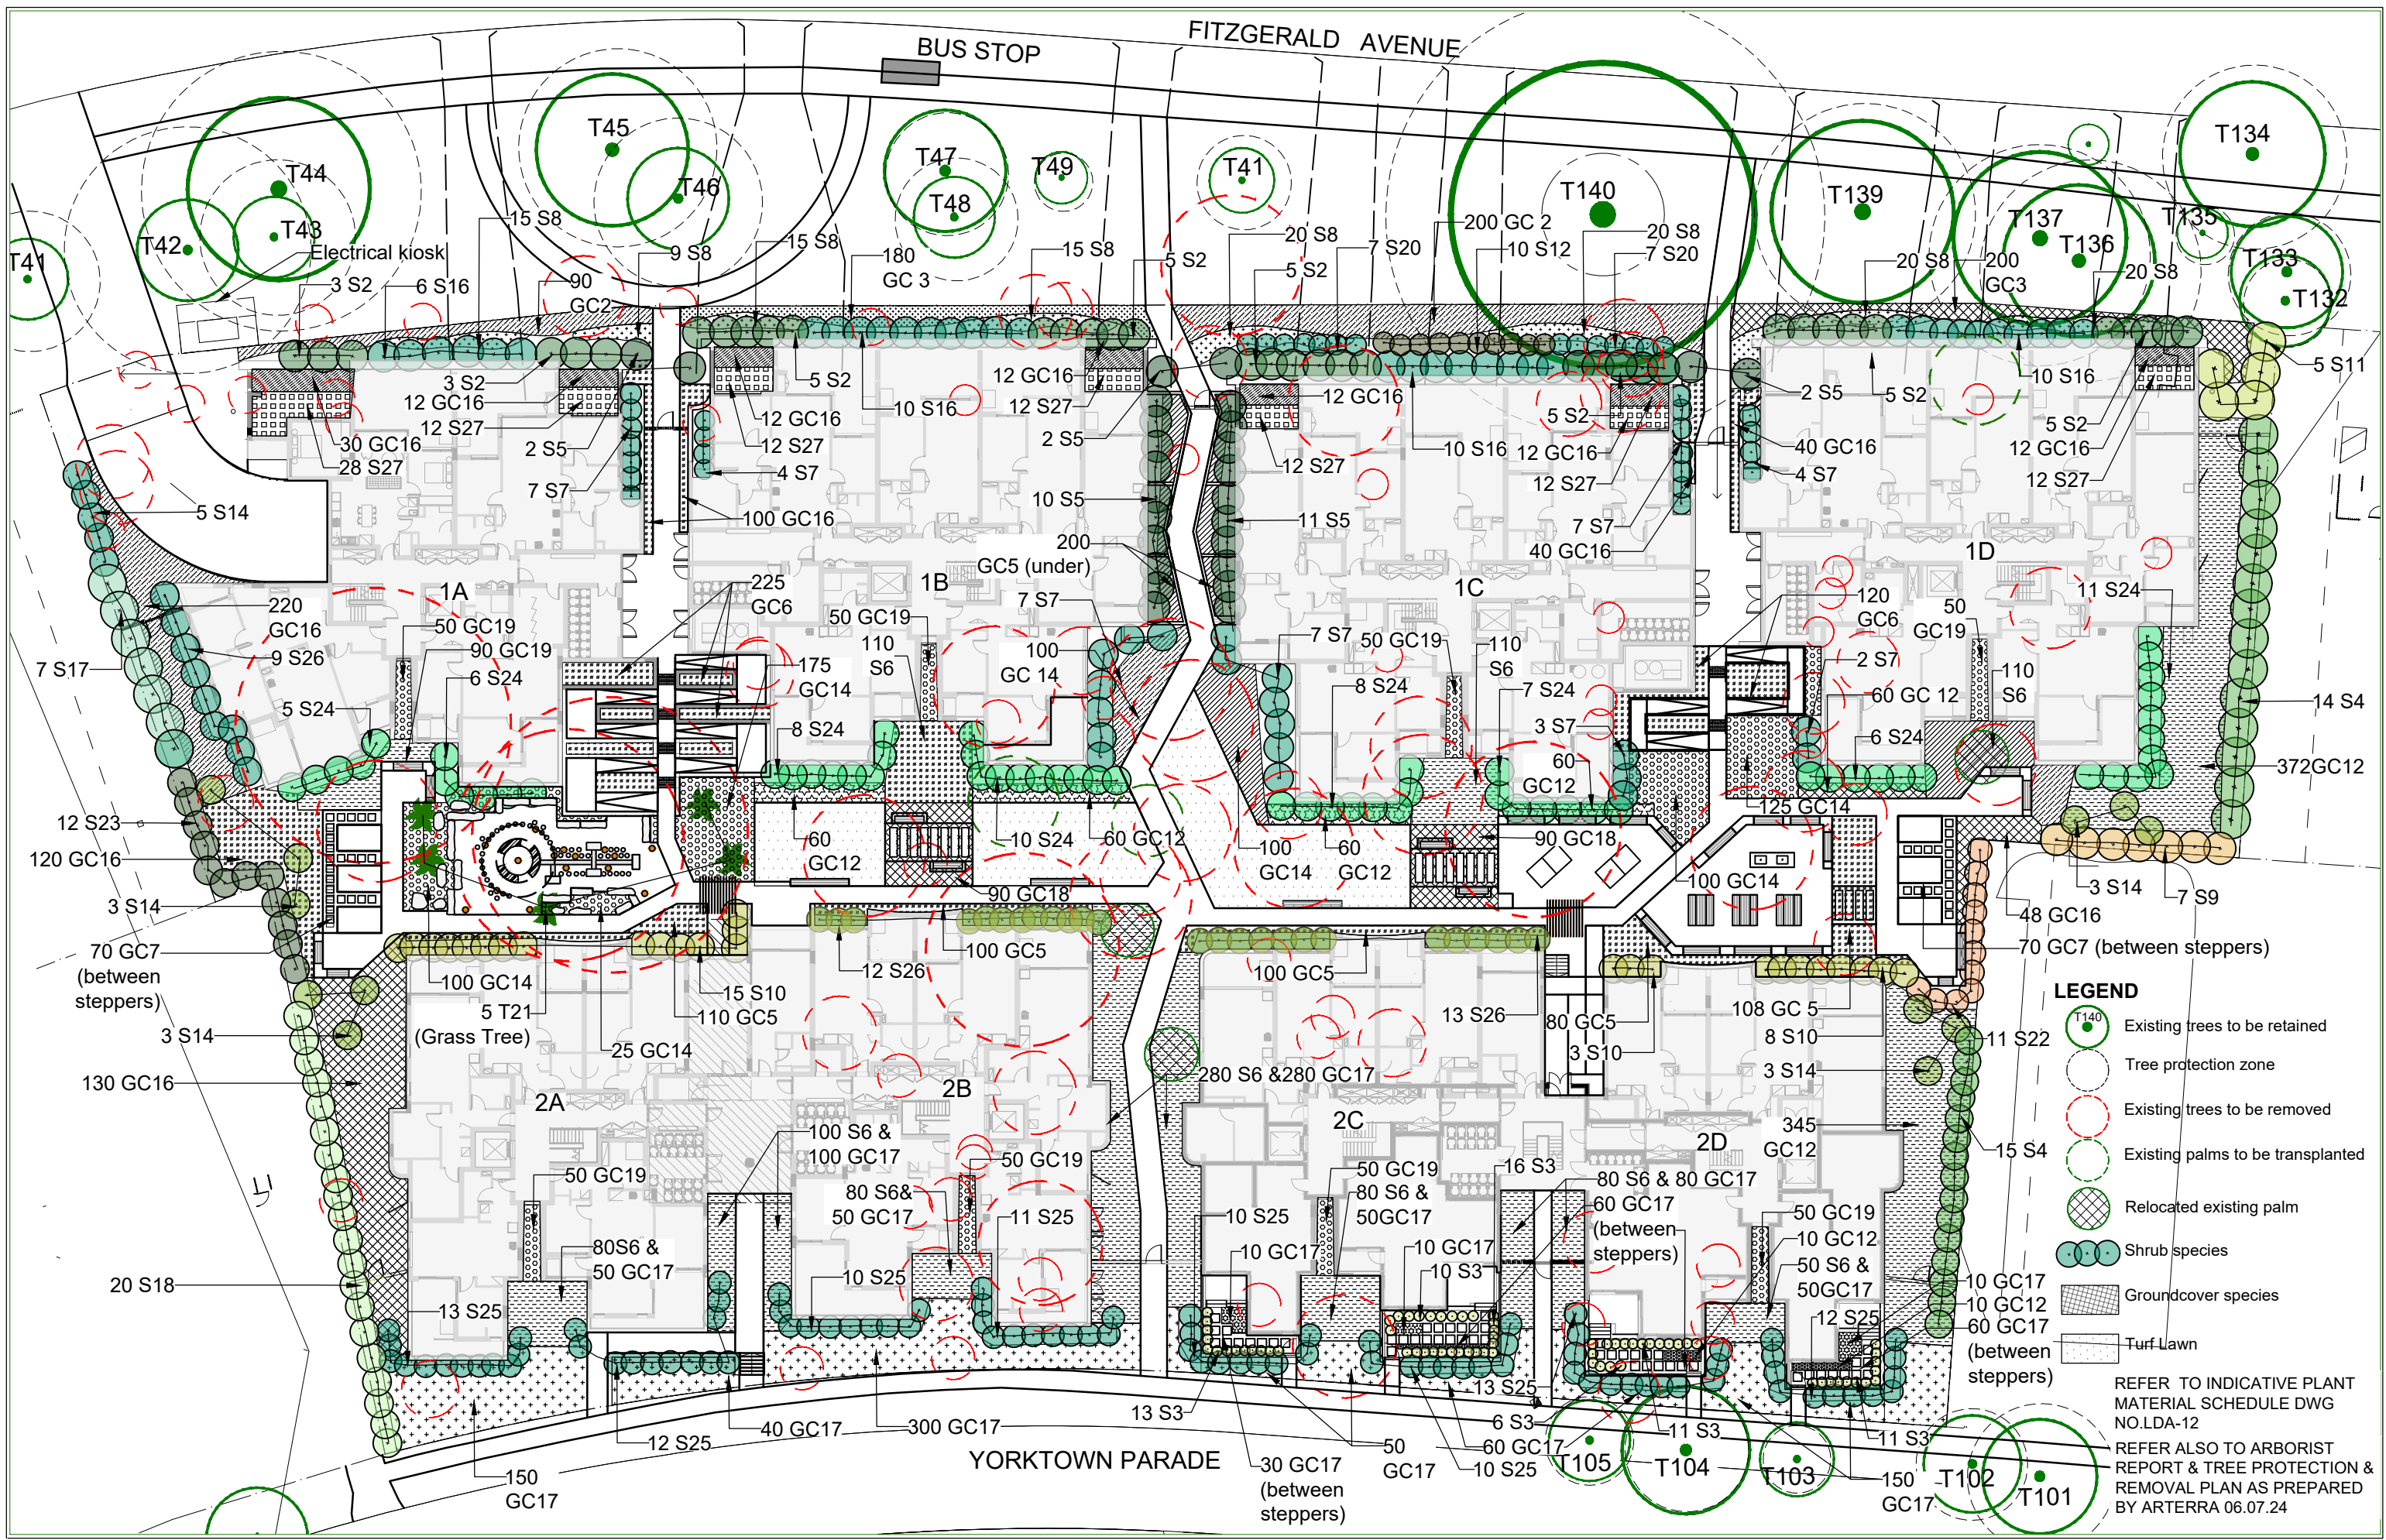 FITZGERALD AVENUE
BUS STOP
T45
T46
T44
T43
T42
T41
T47
T48
T49
T41
T140
T139
T137
T136
T135
T134
T133
T132
Electrical kiosk
15 S8
9 S8
15 S8
180
GC 3
15 S8
5 S2
20 S8
5 S2
7 S20
200 GC 2
10 S12
20 S8
7 S20
20 S8
200
GC3
20 S8
3 S2
6 S16
90
GC2
5 S11
3 S2
12 GC16
12 S27
30 GC16
28 S27
2 S5
7 S7
5 S2
12 GC16
12 S27
4 S7
10 S16
12 GC16
12 S27
2 S5
12 GC16
12 S27
10 S16
5 S2
12 GC16
12 S27
7 S7
40 GC16
2 S5
5 S2
10 S16
40 GC16
4 S7
5 S2
12 GC16
12 S27
5 S14
100 GC16
10 S5
11 S5
200
GC5 (under)
1A
1B
1C
1D
220
GC16
50 GC19
90 GC19
9 S26
6 S24
7 S17
5 S24
225
GC6
50 GC19
110
S6
7 S7
100
GC 14
175
GC14
8 S24
7 S7
50 GC19
110
S6
8 S24
7 S24
3 S7
60
GC12
120
GC6
50
GC19
11 S24
2 S7
110
S6
60 GC 12
6 S24
14 S4
372GC12
12 S23
120 GC16
3 S14
70 GC7
(between
steppers)
60
GC12
10 S24
60 GC12
90 GC18
100
GC14
60
GC12
90 GC18
125 GC14
100 GC14
3 S14
7 S9
48 GC16
70 GC7 (between steppers)
100 GC14
5 T21
(Grass Tree)
15 S10
110 GC5
25 GC14
12 S26
100 GC5
100 GC5
13 S26
80 GC5
3 S10
108 GC 5
8 S10
11 S22
3 S14
3 S14
130 GC16
2A
2B
2C
2D
280 S6 &280 GC17
345
GC12
15 S4
100 S6 &
100 GC17
50 GC19
80S6 &
50 GC17
80 S6&
50 GC17
50 GC19
11 S25
10 S25
13 S25
20 S18
50 GC19
80 S6 &
50GC17
10 S25
10 GC17
10 GC17
10 S3
16 S3
80 S6 & 80 GC17
60 GC17
(between
steppers)
50 GC19
10 GC12
50 S6 &
50GC17
10 GC17
10 GC12
12 S25
60 GC17
(between
steppers)
150
GC17
12 S25
40 GC17
300 GC17
13 S3
30 GC17
(between
steppers)
50
GC17
13 S25
6 S3
60 GC17
10 S25
11 S3
11 S3
150
GC17
YORKTOWN PARADE
T105
T104
T103
T102
T101
LEGEND
T140
Existing trees to be retained
Tree protection zone
Existing trees to be removed
Existing palms to be transplanted
Relocated existing palm
Shrub species
Groundcover species
Turf Lawn
REFER TO INDICATIVE PLANT
MATERIAL SCHEDULE DWG
NO.LDA-12
REFER ALSO TO ARBORIST
REPORT & TREE PROTECTION &
REMOVAL PLAN AS PREPARED
BY ARTERRA 06.07.24